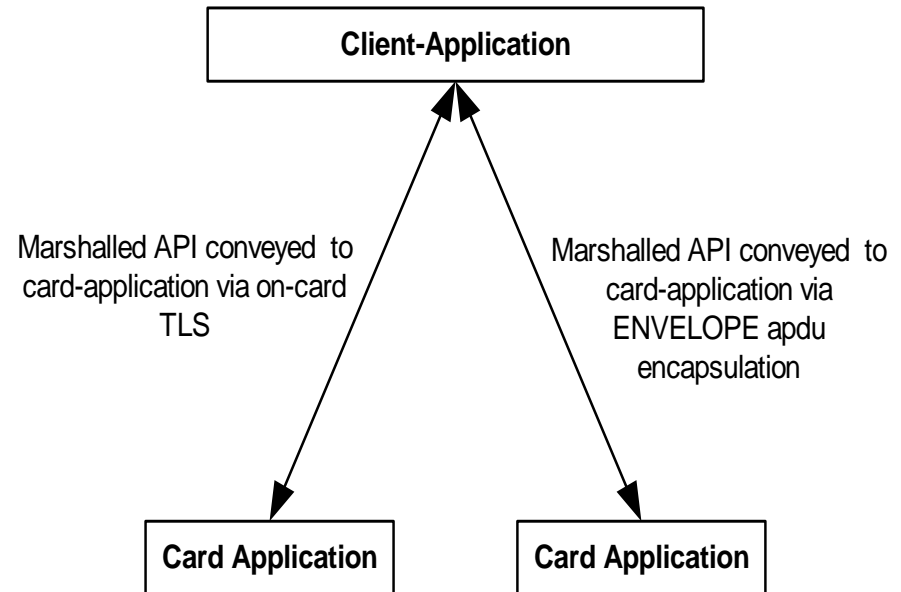 Client-Application
Marshalled API conveyed to
card-application via on-card
TLS
Marshalled API conveyed to
card-application via
ENVELOPE apdu
encapsulation
Card Application
Card Application